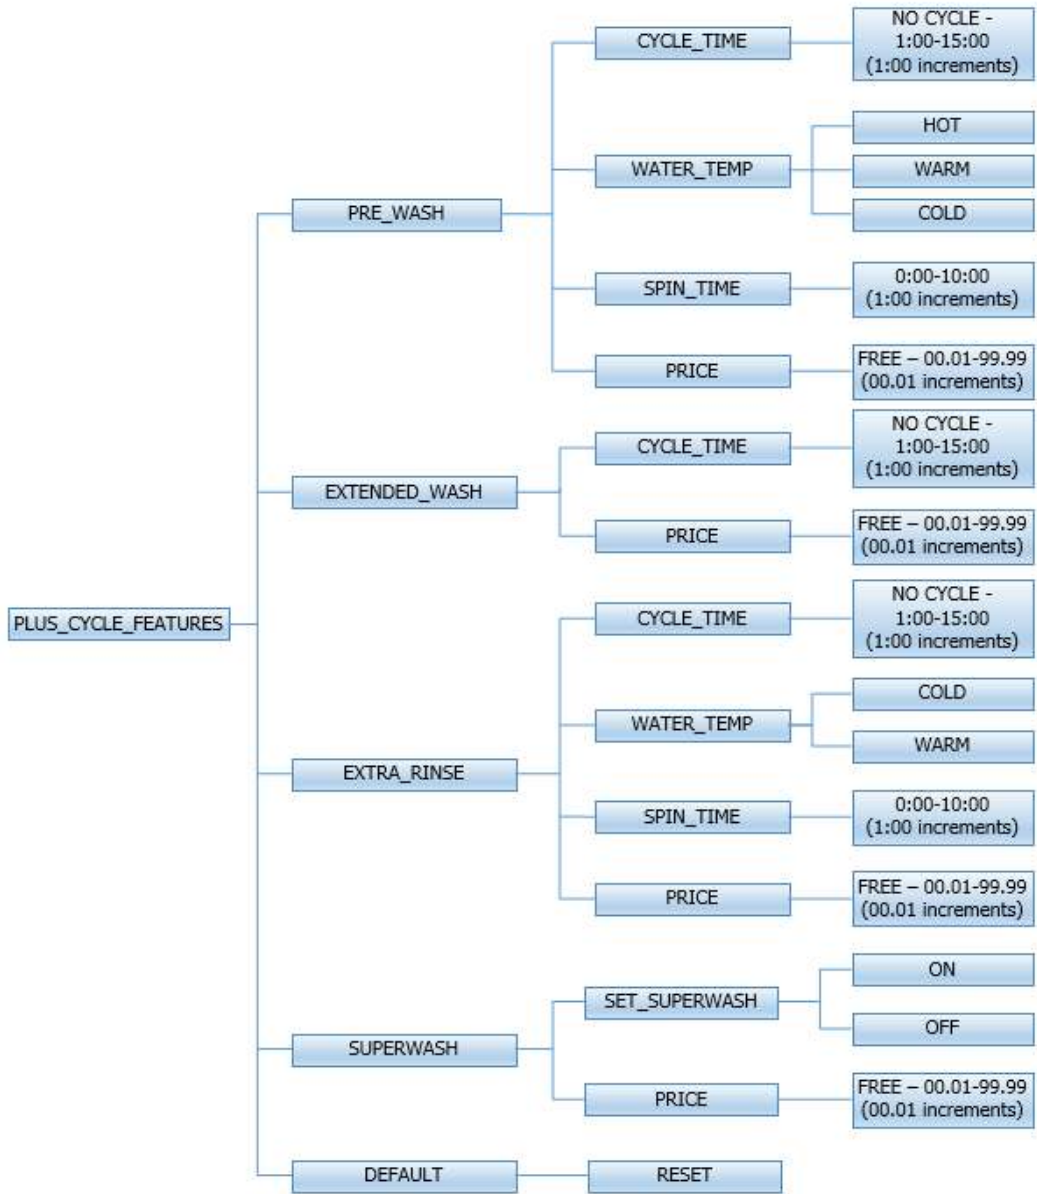 NO CYCLE -
1:00-15:00
(1:00 increments)
CYCLE_TIME
HOT
WATER_TEMP
WARM
COLD
PRE_WASH
SPIN_TIME
0:00-10:00
(1:00 increments)
PRICE
FREE – 00.01-99.99
(00.01 increments)
CYCLE_TIME
NO CYCLE -
1:00-15:00
(1:00 increments)
EXTENDED_WASH
PRICE
FREE – 00.01-99.99
(00.01 increments)
PLUS_CYCLE_FEATURES
CYCLE_TIME
NO CYCLE -
1:00-15:00
(1:00 increments)
WATER_TEMP
COLD
WARM
EXTRA_RINSE
SPIN_TIME
0:00-10:00
(1:00 increments)
PRICE
FREE – 00.01-99.99
(00.01 increments)
SET_SUPERWASH
ON
OFF
SUPERWASH
PRICE
FREE – 00.01-99.99
(00.01 increments)
DEFAULT
RESET